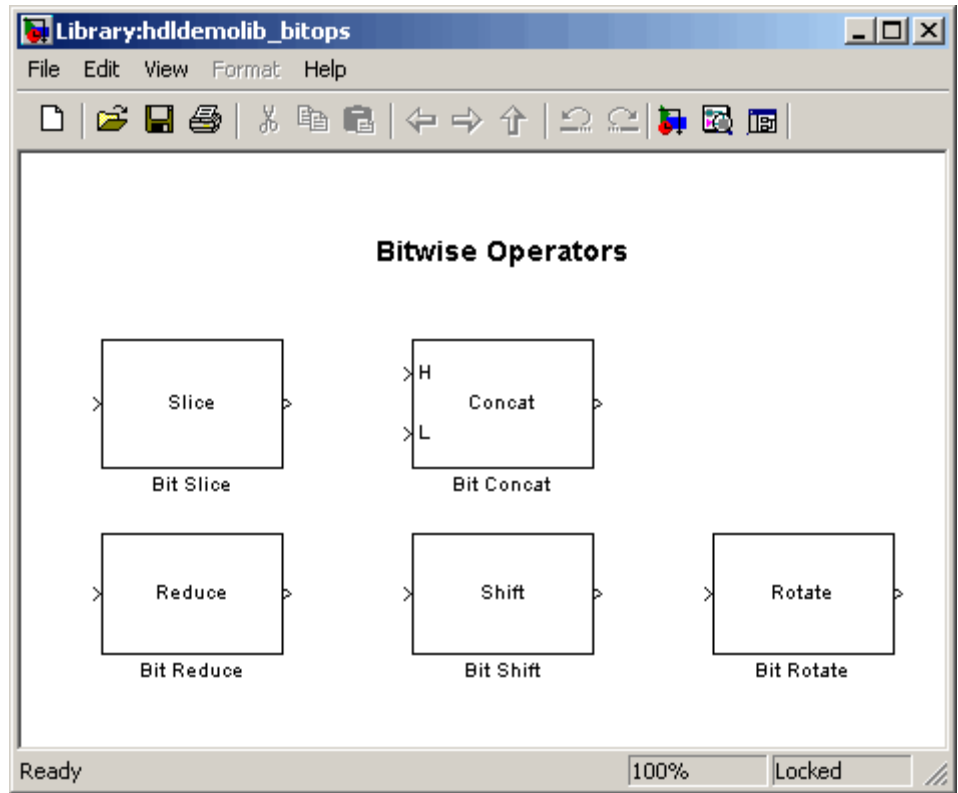 Library:hdldemolib_bitops
File Edit View Format Help
Bitwise Operators
Slice
Bit Slice
H
L
Concat
Bit Concat
Reduce
Bit Reduce
Shift
Bit Shift
Rotate
Bit Rotate
Ready 100% Locked